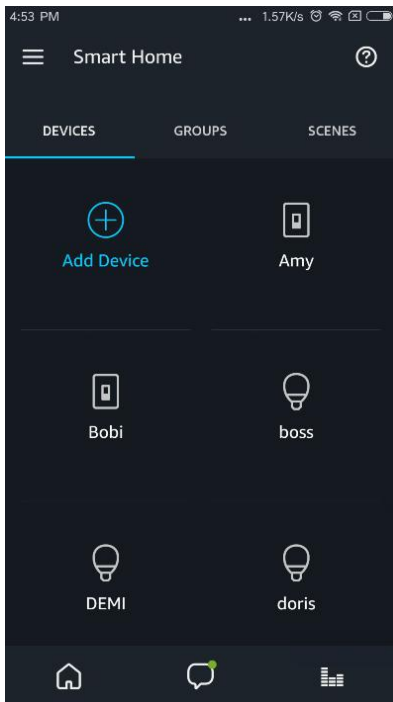 4:53 PM ... 1.57K/s
Smart Home
DEVICES GROUPS SCENES
Add Device Amy
Bobi boss
DEMI doris